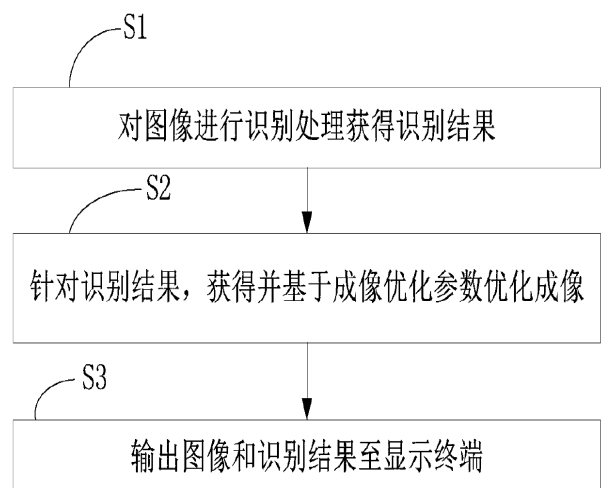 S1
对图像进行识别处理获得识别结果
S2
针对识别结果，获得并基于成像优化参数优化成像
S3
输出图像和识别结果至显示终端